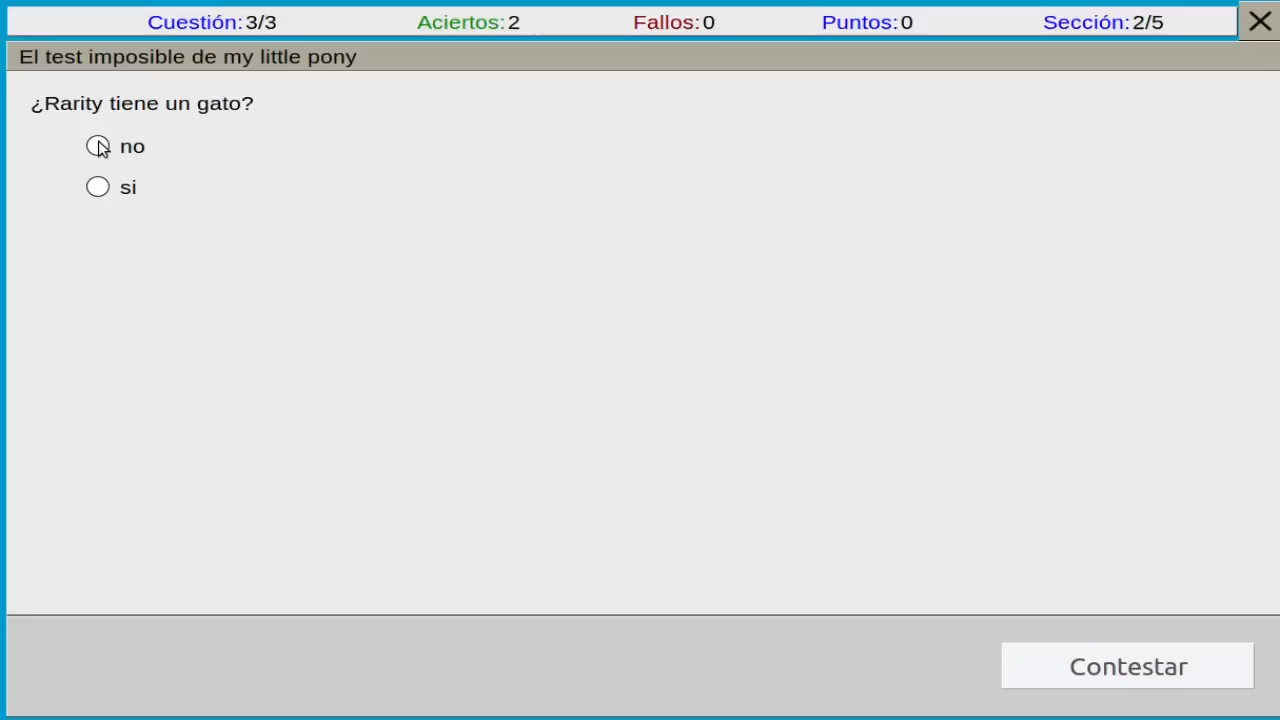 Cuestión:3/3 Aciertos:2 Fallos:0 Puntos:0 Sección:2/5
El test imposible de my little pony
¿Rarity tiene un gato?
no
si
Contestar